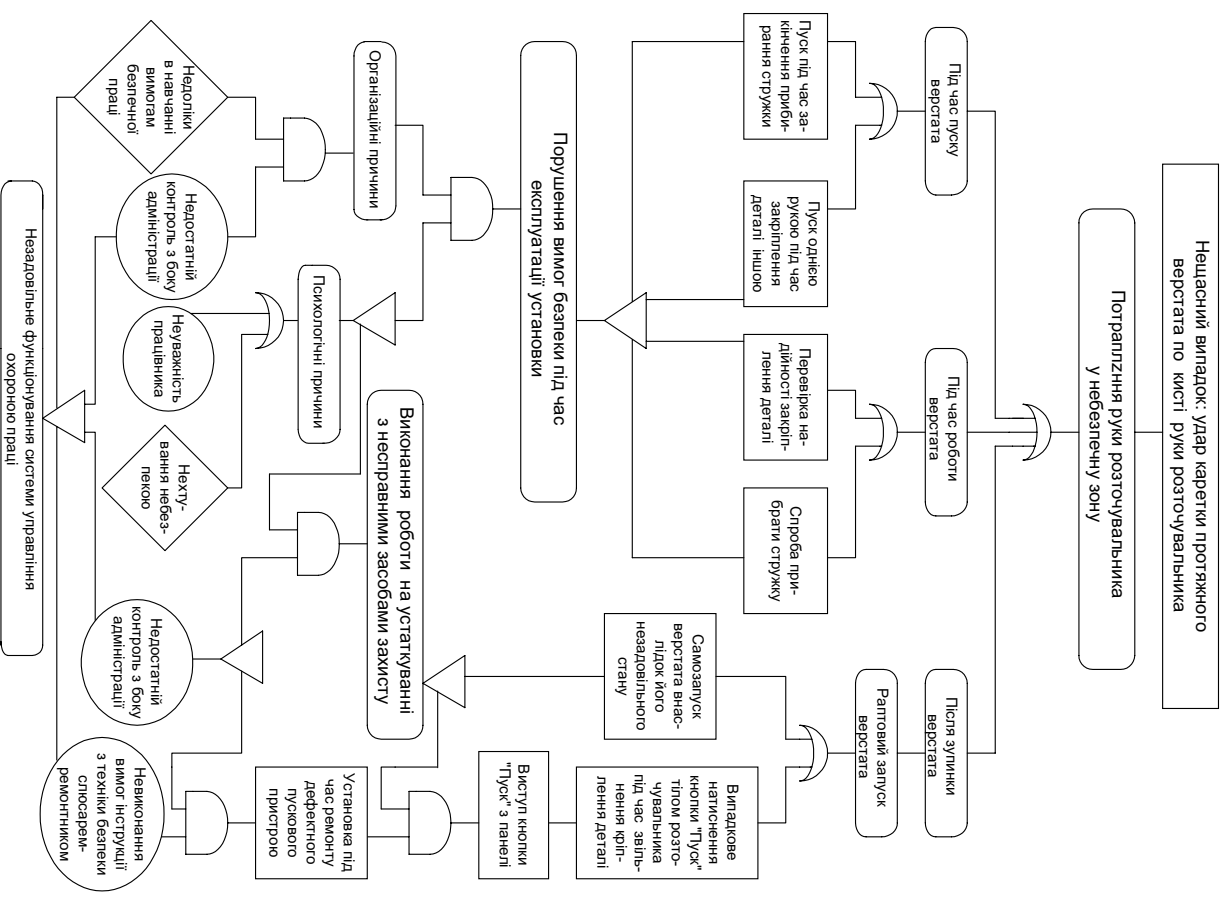 Нещасний випадок: удар каретки протяжного
верстата по кисті руки розточувальника
Потраплzння руки розточувальника
у небезпечну зону
Під час пуску
верстата
Під час роботи
верстата
Після зупинки
верстата
Раптовий запуск
верстата
Пуск під час за-
кінчення приби-
рання стружки
Пуск однією
рукою під час
закріплення
деталі іншою
Перевірка на-
дійності закріп-
лення деталі
Спроба при-
брати стружку
Самозапуск
верстата внас-
лідок його
незадовільного
стану
Випадкове
натиснення
кнопки "Пуск"
тілом розто-
чувальника
під час звіль-
нення кріп-
лення деталі
Порушення вимог безпеки під час
експлуатації установки
Виступ кнопки
"Пуск" з панелі
Виконання роботи на устаткуванні
з несправними засобами захисту
Організаційні причини
Психологічні причини
Установка під
час ремонту
дефектного
пускового
пристрою
Недоліки
в навчанні
вимогам
безпечної
праці
Недостатній
контроль з боку
адміністрації
Неуважність
працівника
Нехту-
вання небез-
пекою
Недостатній
контроль з боку
адміністрації
Невиконання
вимог інструкції
з техніки безпеки
слюсарем-
ремонтником
Незадовільне функціонування системи управління
охороною праці